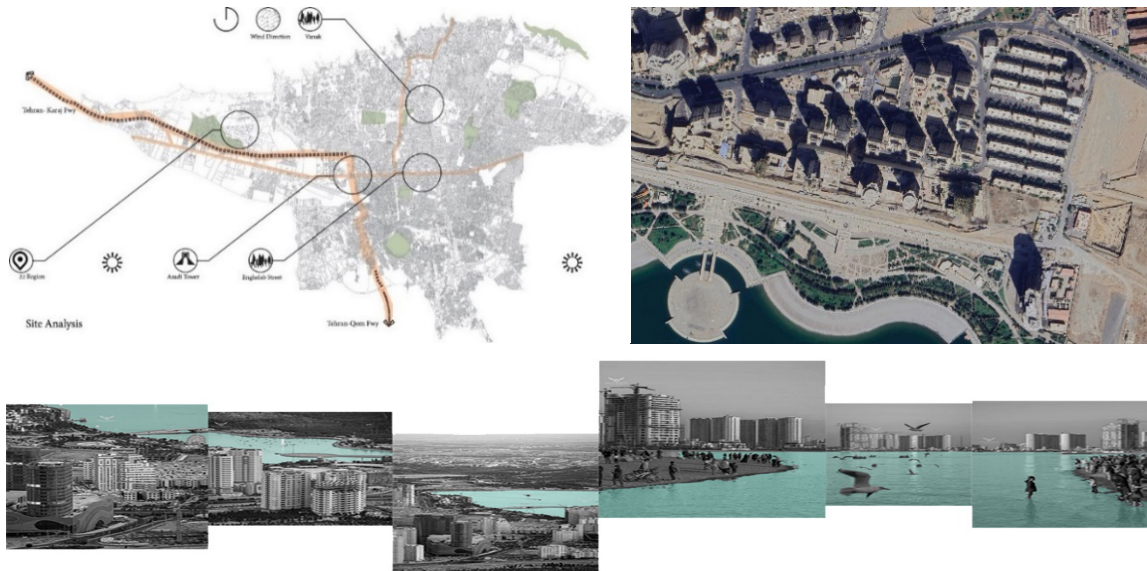 Wind Direction
Vanak
Tehran- Karaj Fwy
22 Region
Azadi Tower
Enghelab Street
Site Analysis
Tehran-Qom Fwy